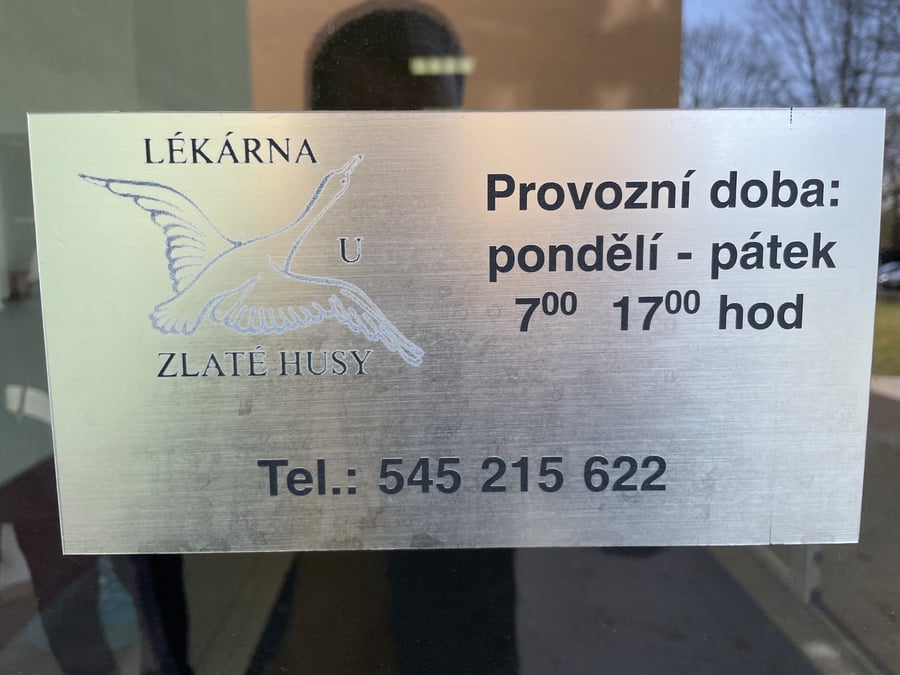 LÉKÁRNA
U
ZLATÉ HUSY
Provozní doba:
pondělí - pátek
7⁰⁰ 17⁰⁰ hod
Tel.: 545 215 622